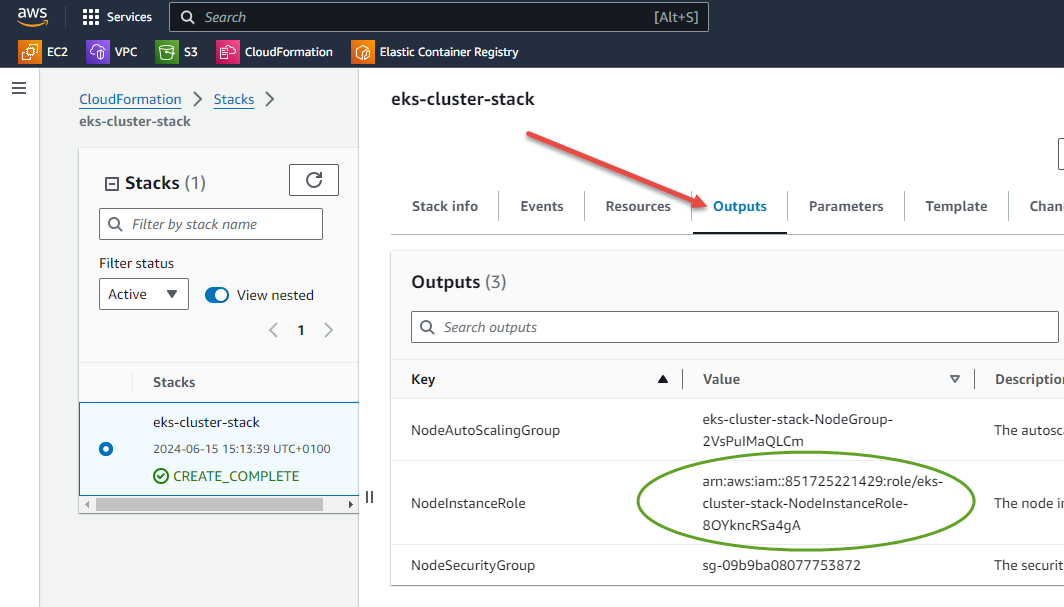 aws
Services
Search
[Alt+S]
EC2
VPC
S3
CloudFormation
Elastic Container Registry
CloudFormation
Stacks
eks-cluster-stack
Stacks (1)
Filter by stack name
Filter status
Active
View nested
1
Stacks
eks-cluster-stack
2024-06-15 15:13:39 UTC+0100
CREATE_COMPLETE
eks-cluster-stack
Stack info
Events
Resources
Outputs
Parameters
Template
Chan
Outputs (3)
Search outputs
Key
Value
Description
NodeAutoScalingGroup
eks-cluster-stack-NodeGroup-
2VsPuIMaQLCm
The autosca
NodeInstanceRole
arn:aws:iam::851725221429:role/eks-
cluster-stack-NodeInstanceRole-
8OYkncRSa4gA
The node in
NodeSecurityGroup
sg-09b9ba08077753872
The securit